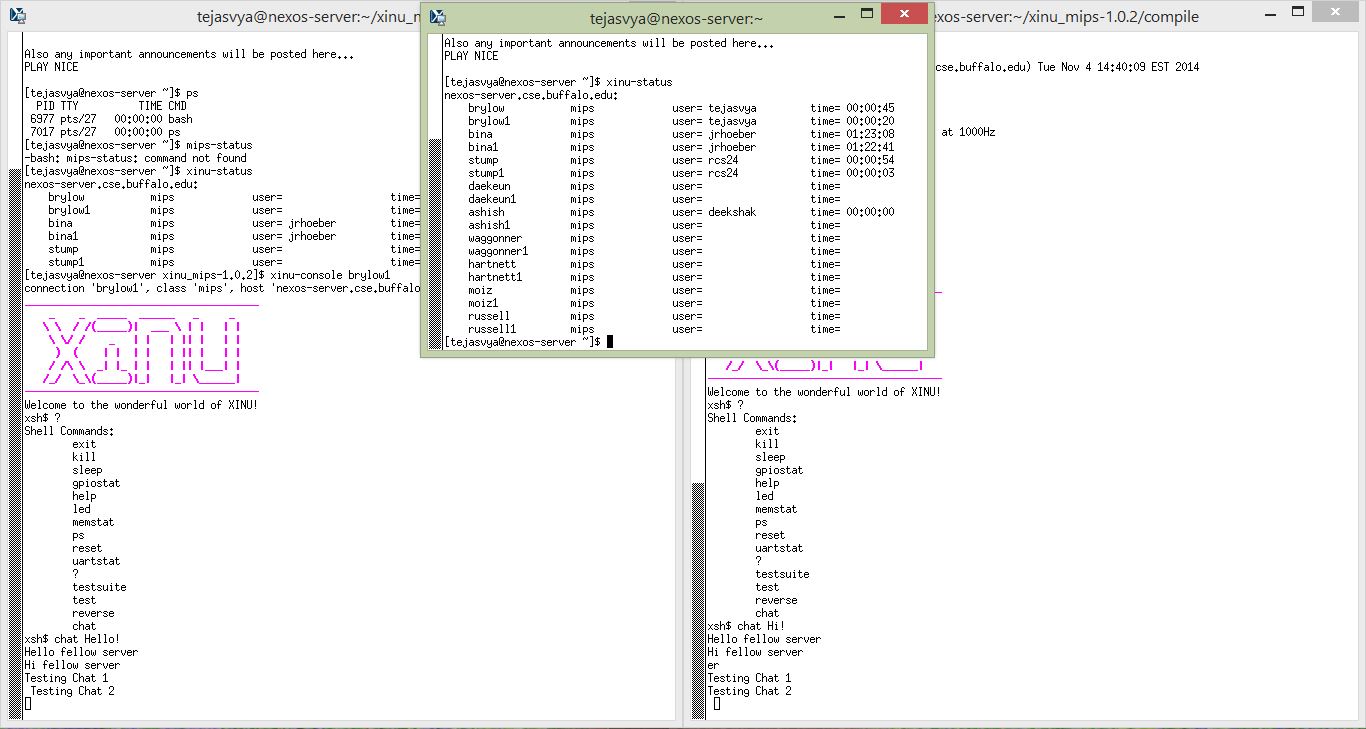 tejasvya@nexos-server:~/xinu_m
Also any important announcements will be posted here...
PLAY NICE
[tejasvya@nexos-server ~]$ ps
PID TTY TIME CMD
6977 pts/27 00:00:00 bash
7017 pts/27 00:00:00 ps
[tejasvya@nexos-server ~]$ mips-status
-bash: mips-status: command not found
[tejasvya@nexos-server ~]$ xinu-status
nexos-server.cse.buffalo.edu:
brylow mips user= time=
brylow1 mips user= time=
bina mips user= jrhoeber time=
bina1 mips user= jrhoeber time=
stump mips user= time=
stump1 mips user= time=
[tejasvya@nexos-server xinu_mips-1.0.2]$ xinu-console brylow1
connection 'brylow1', class 'mips', host 'nexos-server.cse.buffalo
XINU
Welcome to the wonderful world of XINU!
xsh$ ?
Shell Commands:
exit
kill
sleep
gpiostat
help
led
memstat
ps
reset
uartstat
?
testsuite
test
reverse
chat
xsh$ chat Hello!
Hello fellow server
Hi fellow server
Testing Chat 1
Testing Chat 2
tejasvya@nexos-server:~
Also any important announcements will be posted here...
PLAY NICE
[tejasvya@nexos-server ~]$ xinu-status
nexos-server.cse.buffalo.edu:
brylow mips user= tejasvya time= 00:00:45
brylow1 mips user= tejasvya time= 00:00:20
bina mips user= jrhoeber time= 01:23:08
bina1 mips user= jrhoeber time= 01:22:41
stump mips user= rcs24 time= 00:00:54
stump1 mips user= rcs24 time= 00:00:03
daekeun mips user= time=
daekeun1 mips user= time=
ashish mips user= deekshak time= 00:00:00
ashish1 mips user= time=
waggonner mips user= time=
waggonner1 mips user= time=
hartnett mips user= time=
hartnett1 mips user= time=
moiz mips user= time=
moiz1 mips user= time=
russell mips user= time=
russell1 mips user= time=
[tejasvya@nexos-server ~]$
exos-server:~/xinu_mips-1.0.2/compile
cse.buffalo.edu) Tue Nov 4 14:40:09 EST 2014
at 1000Hz
Welcome to the wonderful world of XINU!
xsh$ ?
Shell Commands:
exit
kill
sleep
gpiostat
help
led
memstat
ps
reset
uartstat
?
testsuite
test
reverse
chat
xsh$ chat Hi!
Hello fellow server
Hi fellow server
er
Testing Chat 1
Testing Chat 2